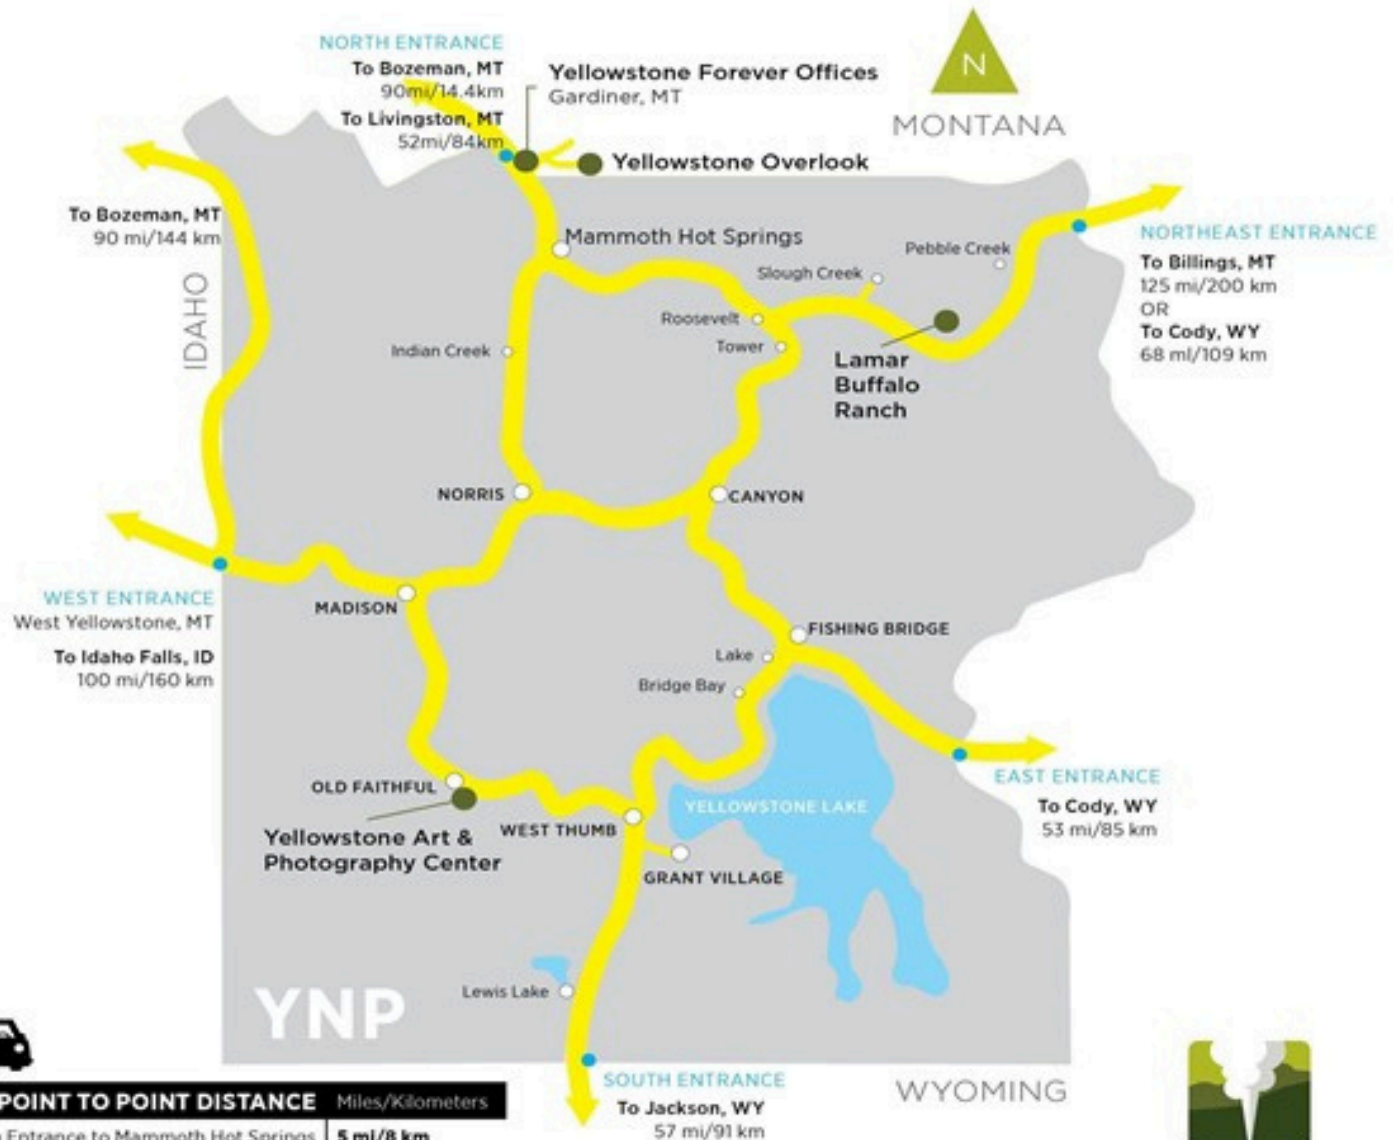 NORTH ENTRANCE
To Bozeman, MT
90mi/14.4km
To Livingston, MT
52mi/84km
Yellowstone Forever Offices
Gardiner, MT
N
MONTANA
Yellowstone Overlook
To Bozeman, MT
90 mi/144 km
IDAHO
Mammoth Hot Springs
Pebble Creek
Slough Creek
NORTHEAST ENTRANCE
To Billings, MT
125 mi/200 km
OR
To Cody, WY
68 ml/109 km
Roosevelt
Tower
Indian Creek
Lamar
Buffalo
Ranch
NORRIS
CANYON
WEST ENTRANCE
West Yellowstone, MT
To Idaho Falls, ID
100 mi/160 km
MADISON
FISHING BRIDGE
Lake
Bridge Bay
OLD FAITHFUL
Yellowstone Art &
Photography Center
WEST THUMB
YELLOWSTONE LAKE
GRANT VILLAGE
EAST ENTRANCE
To Cody, WY
53 mi/85 km
Lewis Lake
YNP
SOUTH ENTRANCE
To Jackson, WY
57 mi/91 km
WYOMING
POINT TO POINT DISTANCE Miles/Kilometers
Entrance to Mammoth Hot Springs 5 mi/8 km